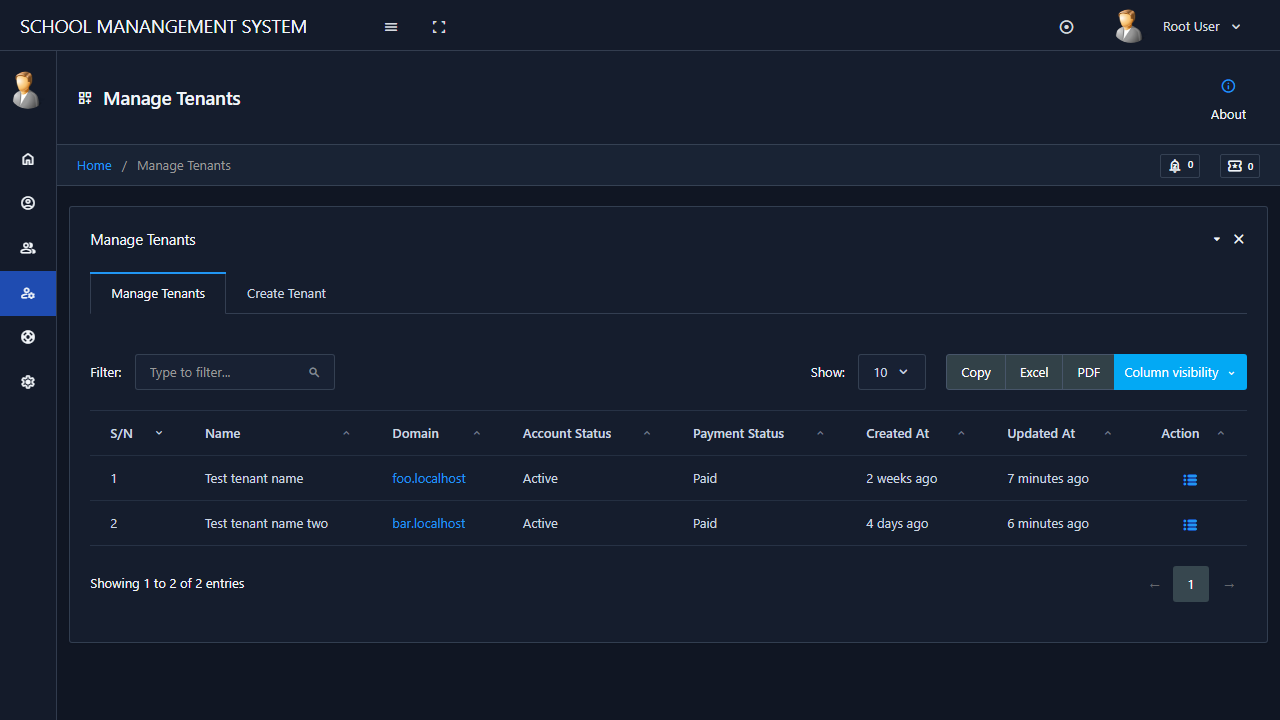 SCHOOL MANANGEMENT SYSTEM
Root User
Manage Tenants
About
Home / Manage Tenants
0
0
Manage Tenants
Manage Tenants Create Tenant
Filter: Type to filter... Show: 10 Copy Excel PDF Column visibility
S/N Name Domain Account Status Payment Status Created At Updated At Action
1 Test tenant name foo.localhost Active Paid 2 weeks ago 7 minutes ago
2 Test tenant name two bar.localhost Active Paid 4 days ago 6 minutes ago
Showing 1 to 2 of 2 entries ← 1 →